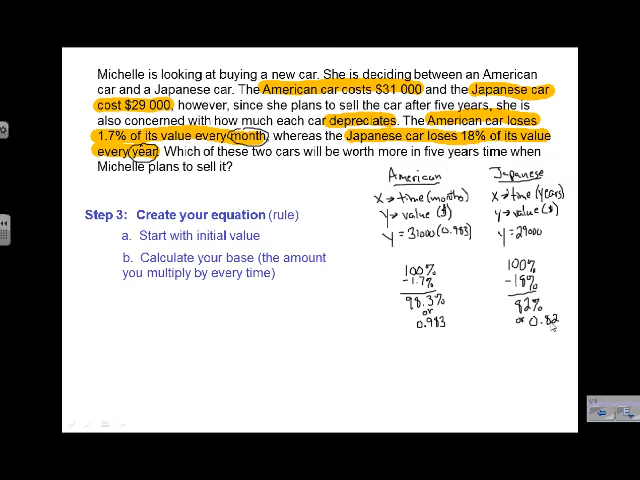 Michelle is looking at buying a new car. She is deciding between an American
car and a Japanese car. The American car costs $31 000 and the Japanese car
cost $29 000, however, since she plans to sell the car after five years, she is
also concerned with how much each car depreciates. The American car loses
1.7% of its value every month, whereas the Japanese car loses 18% of its value
every year. Which of these two cars will be worth more in five years time when
Michelle plans to sell it?
Step 3: Create your equation (rule)
a. Start with initial value
b. Calculate your base (the amount
you multiply by every time)
American
x→time (months)
y→value ($)
y = 31000(0.983)
100%
-1.7%
98.3%
or
0.983
Japanese
x→time (years)
y→value ($)
y = 29000
100%
-18%
82%
or 0.82